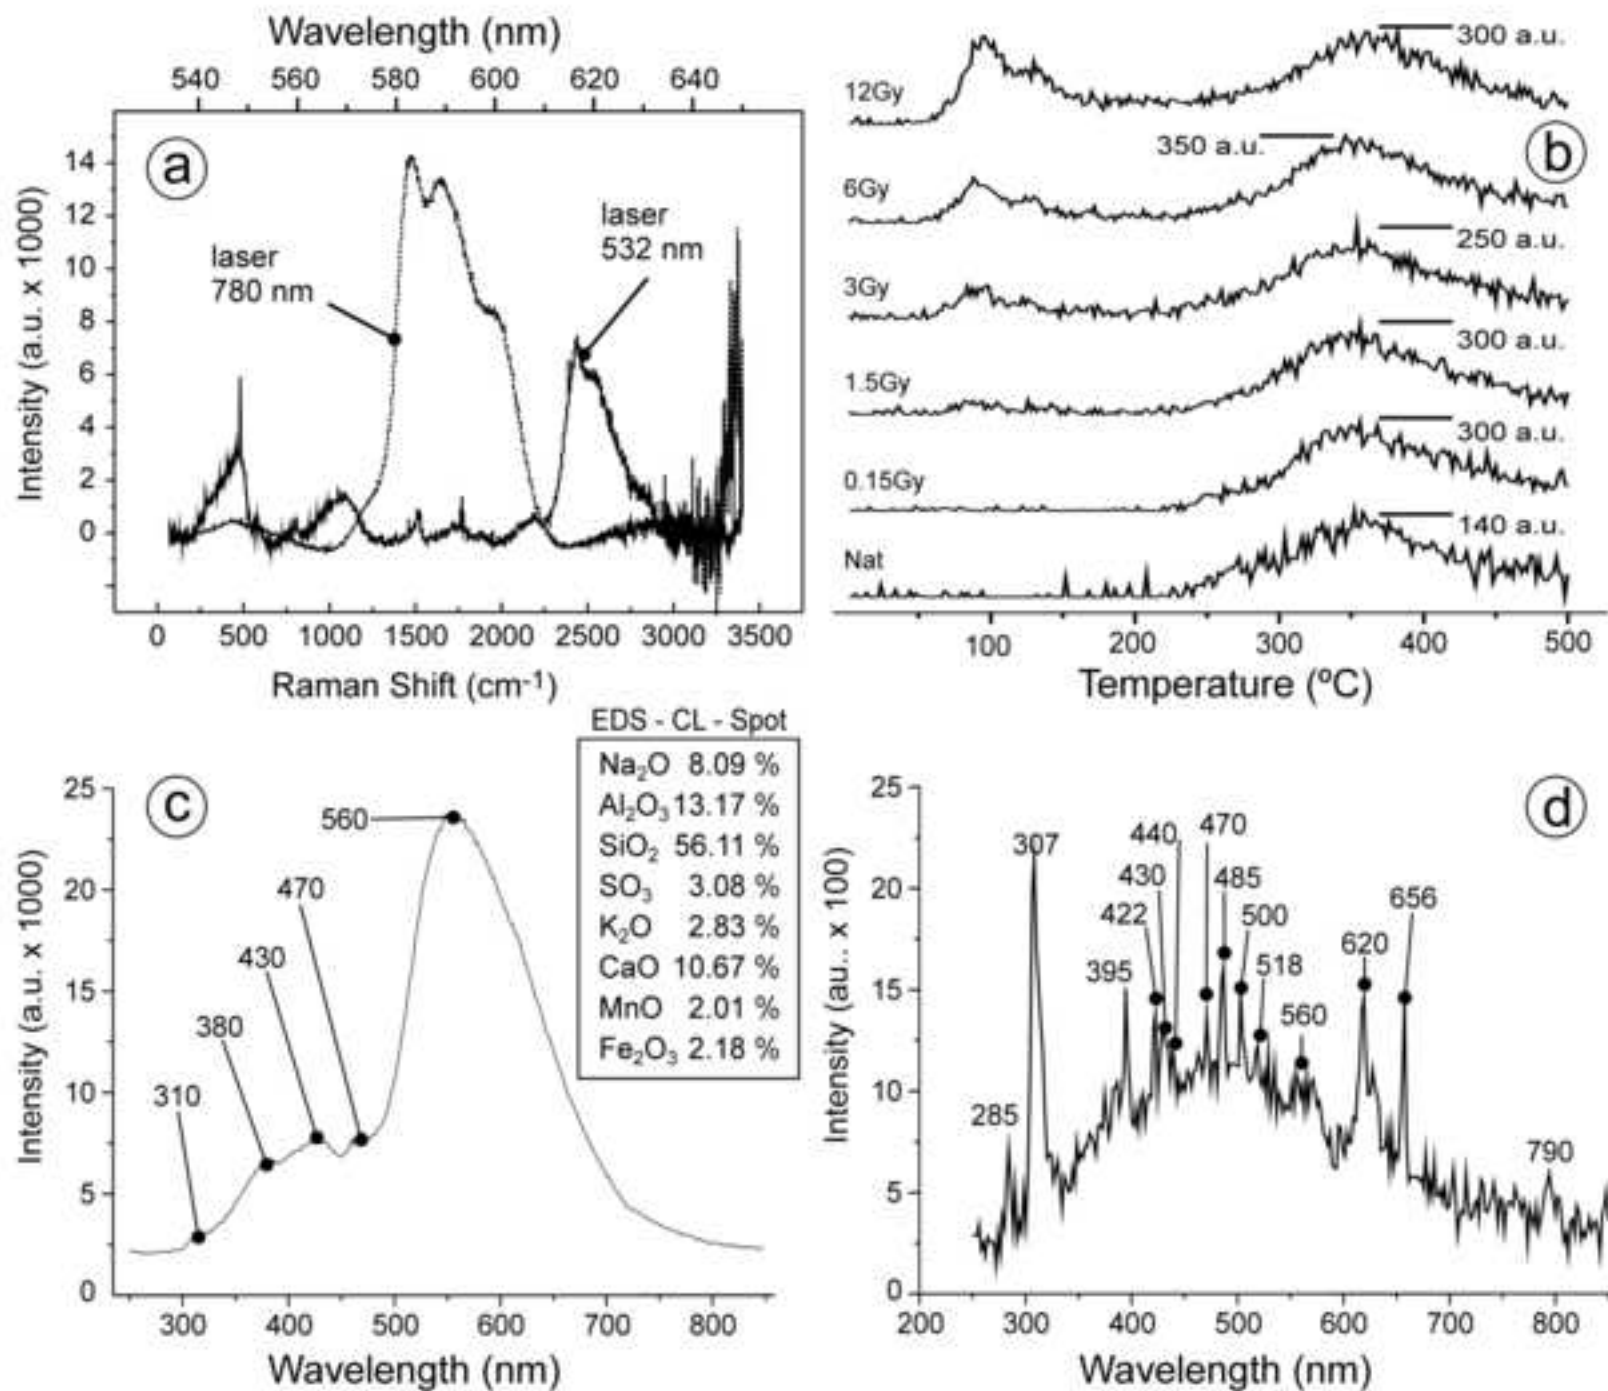 Wavelength (nm)
540 560 580 600 620 640
14
12
10
8
6
4
2
0
Intensity (a.u. x 1000)
a
laser
780 nm
laser
532 nm
0 500 1000 1500 2000 2500 3000 3500
Raman Shift (cm-1)
b
12Gy
300 a.u.
350 a.u.
6Gy
250 a.u.
3Gy
300 a.u.
1.5Gy
300 a.u.
0.15Gy
140 a.u.
Nat
100 200 300 400 500
Temperature (ºC)
c
25
20
15
10
5
0
Intensity (a.u. x 1000)
310
380
430
470
560
300 400 500 600 700 800
Wavelength (nm)
EDS - CL - Spot
Na2O 8.09 %
Al2O3 13.17 %
SiO2 56.11 %
SO3 3.08 %
K2O 2.83 %
CaO 10.67 %
MnO 2.01 %
Fe2O3 2.18 %
d
25
20
15
10
5
0
Intensity (au.. x 100)
285
307
395
422
430
440
470
485
500
518
560
620
656
790
200 300 400 500 600 700 800
Wavelength (nm)